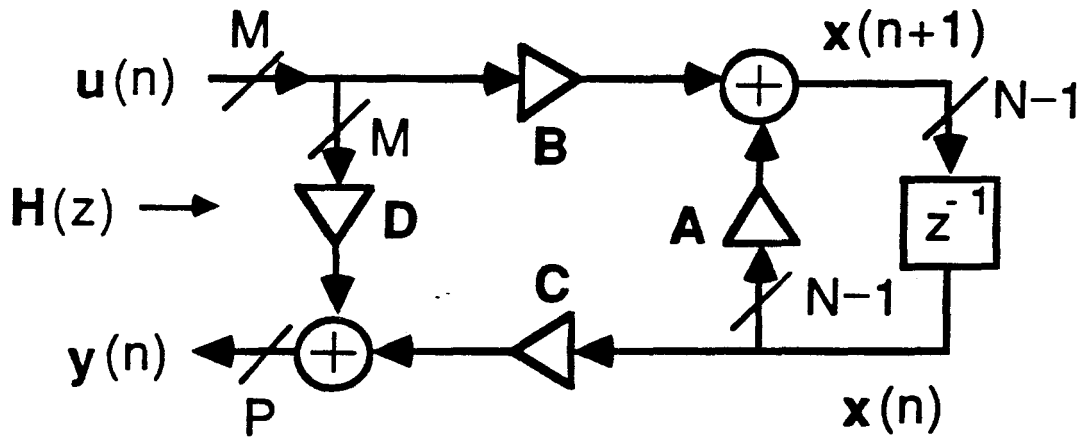 M
x(n+1)
u(n)
N-1
B
M
H(z)
D
A
z-1
C
N-1
y(n)
P
x(n)